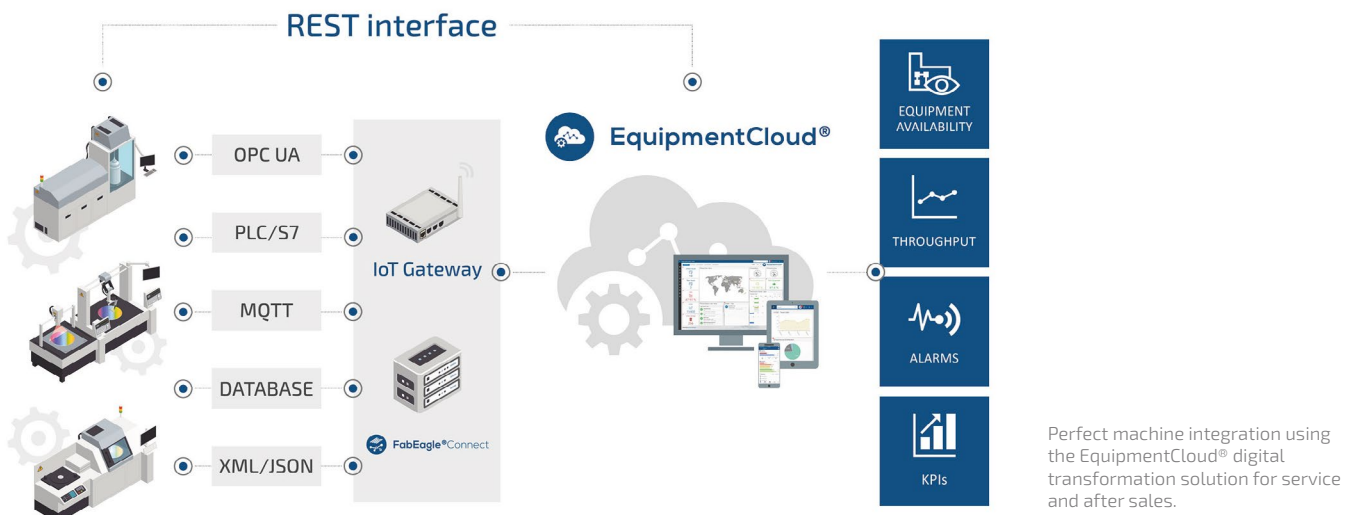 REST interface
OPC UA
PLC/S7
MQTT
DATABASE
XML/JSON
IoT Gateway
FabEagle®Connect
EquipmentCloud®
EQUIPMENT
AVAILABILITY
THROUGHPUT
ALARMS
KPIs
Perfect machine integration using
the EquipmentCloud® digital
transformation solution for service
and after sales.